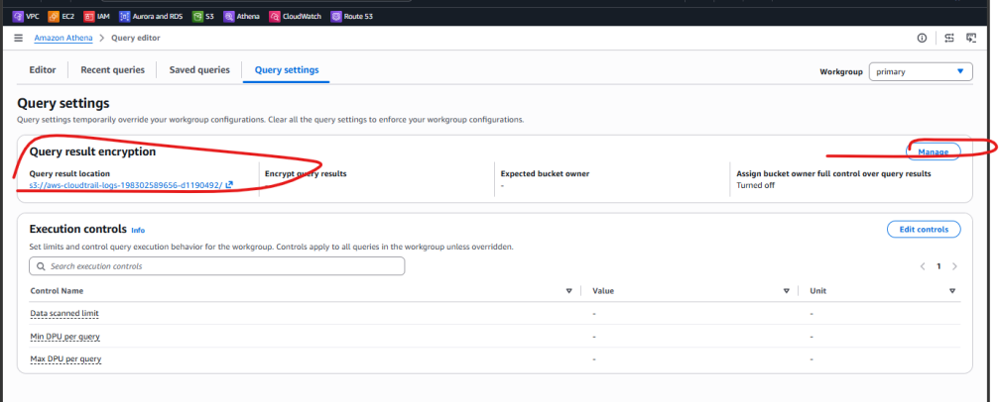 VPC EC2 IAM Aurora and RDS S3 Athena CloudWatch Route 53
Amazon Athena > Query editor
Editor Recent queries Saved queries Query settings Workgroup primary
Query settings
Query settings temporarily override your workgroup configurations. Clear all the query settings to enforce your workgroup configurations.
Query result encryption Manage
Query result location Encrypt query results Expected bucket owner Assign bucket owner full control over query results
s3://aws-cloudtrail-logs-198302589656-d1190492/ - - Turned off
Execution controls Info Edit controls
Set limits and control query execution behavior for the workgroup. Controls apply to all queries in the workgroup unless overridden.
Search execution controls < 1 >
Control Name Value Unit
Data scanned limit - -
Min DPU per query - -
Max DPU per query - -